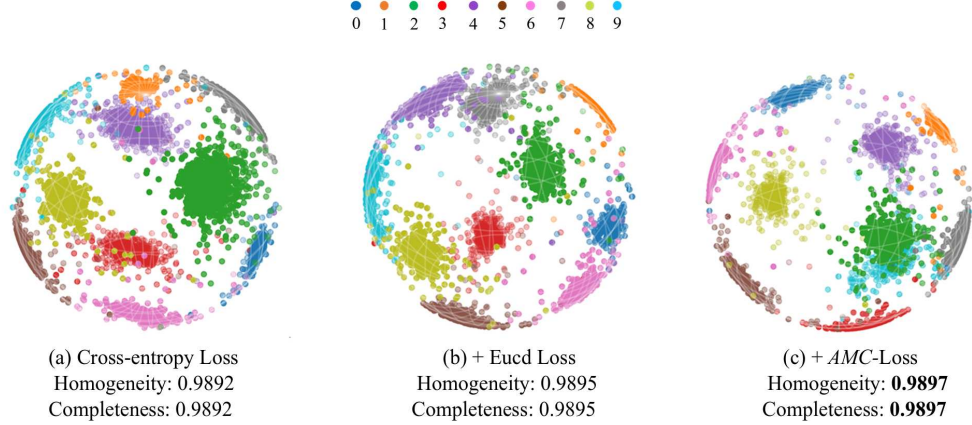 0 1 2 3 4 5 6 7 8 9
(a) Cross-entropy Loss
Homogeneity: 0.9892
Completeness: 0.9892
(b) + Eucd Loss
Homogeneity: 0.9895
Completeness: 0.9895
(c) + AMC-Loss
Homogeneity: 0.9897
Completeness: 0.9897